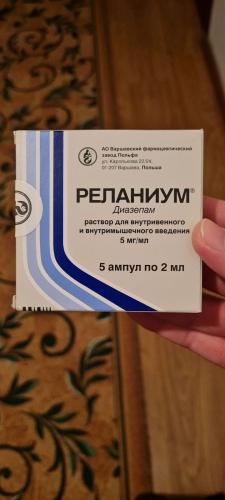 АО Варшавский фармацевтический
завод Польфа
ул. Каролькова 22/24,
01-207 Варшава, Польша
РЕЛАНИУМ®
Диазепам
раствор для внутривенного
и внутримышечного введения
5 мг/мл
5 ампул по 2 мл